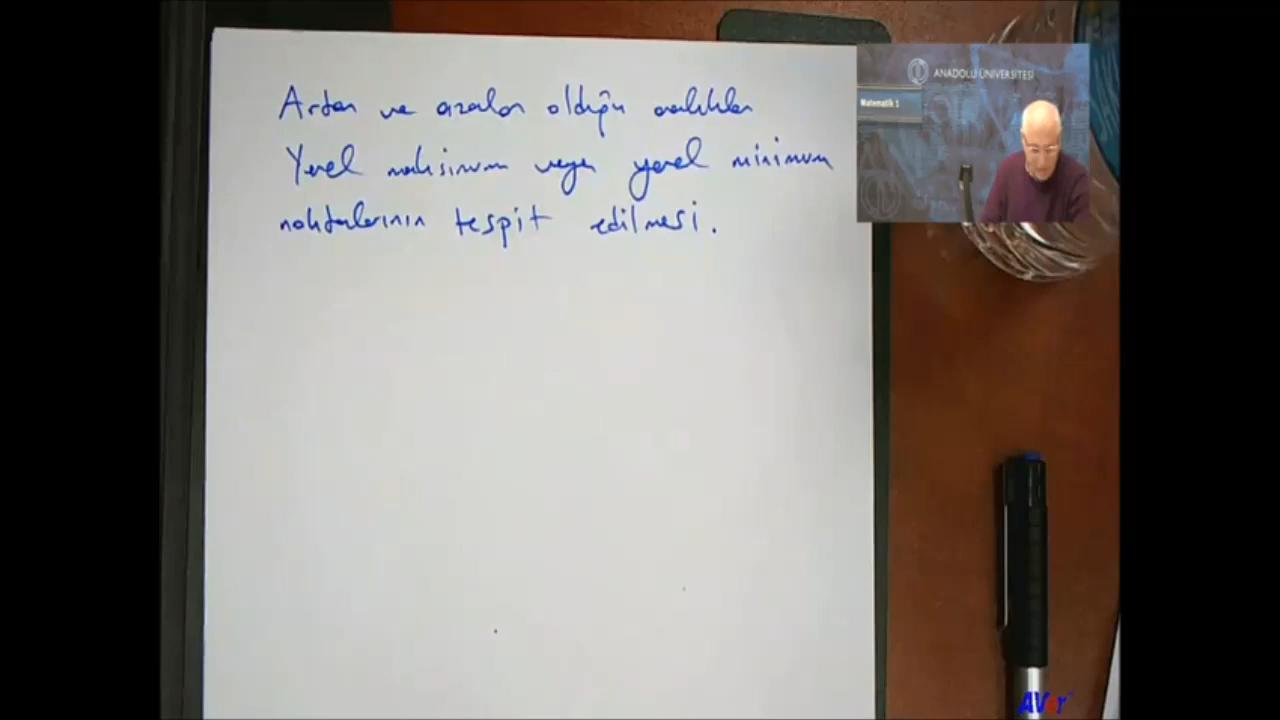 Artan ve azalan olduğu aralıklar
Yerel maksimum veya yerel minimum
noktalarının tespit edilmesi.
ANADOLU ÜNİVERSİTESİ
Matematik 1
AVer